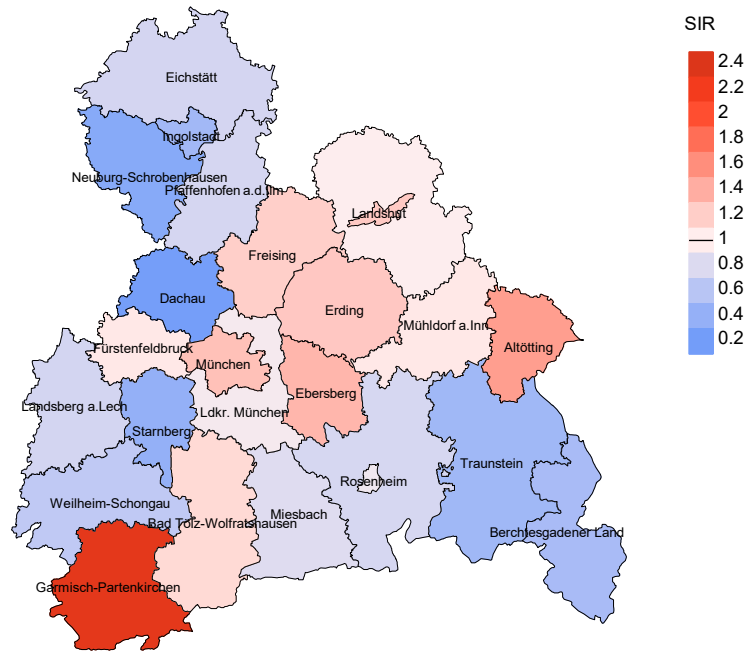 SIR
2.4
2.2
2
1.8
1.6
1.4
1.2
1
0.8
0.6
0.4
0.2
Eichstätt
Ingolstadt
Neuburg-Schrobenhausen
Pfaffenhofen a.d.Ilm
Landshut
Freising
Dachau
Erding
Mühldorf a.Inn
Fürstenfeldbruck
Altötting
München
Ebersberg
Landsberg a.Lech
Ldkr. München
Starnberg
Traunstein
Rosenheim
Weilheim-Schongau
Miesbach
Bad Tölz-Wolfratshausen
Berchtesgadener Land
Garmisch-Partenkirchen